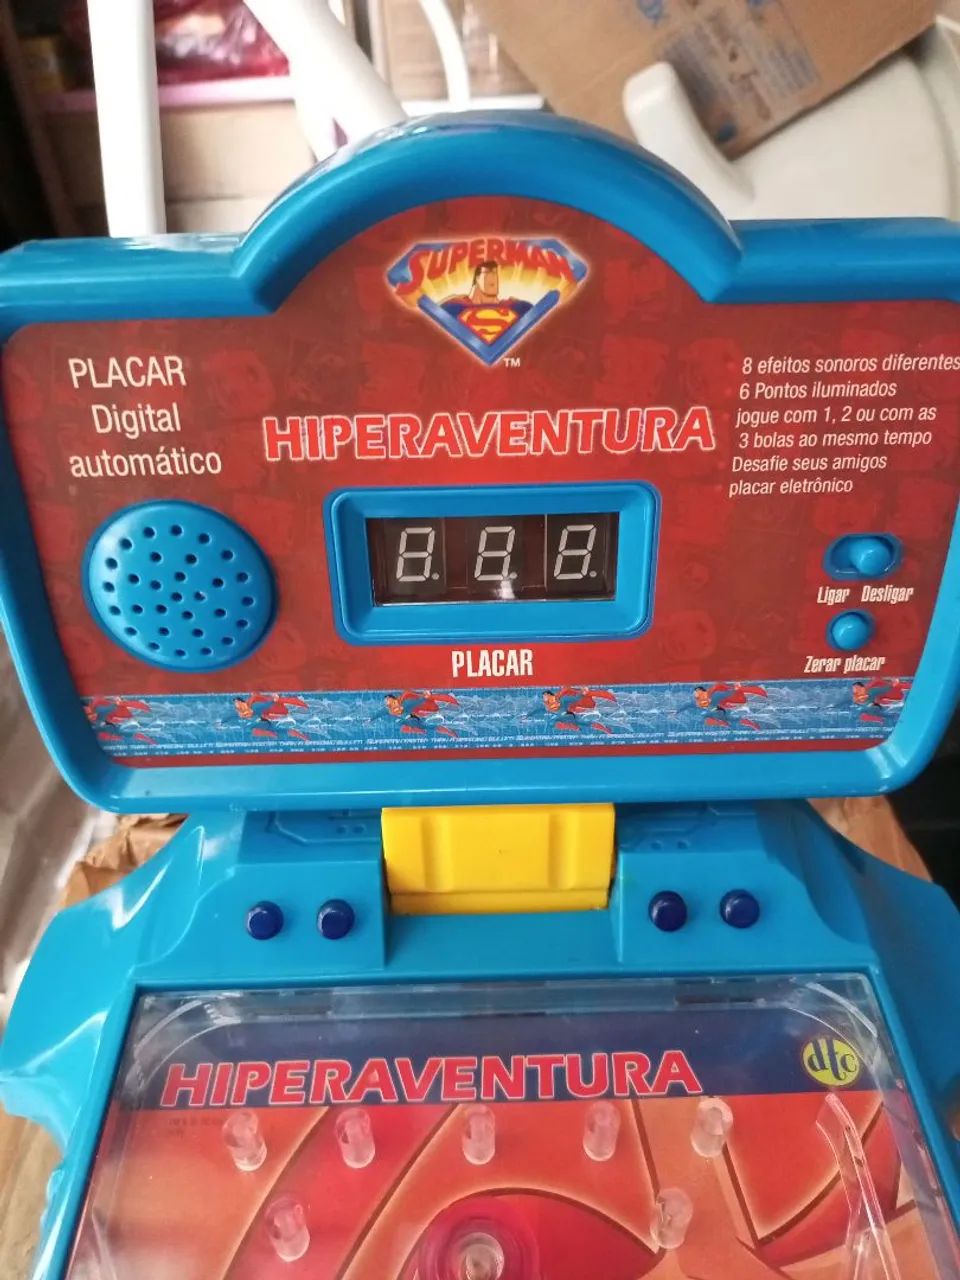 SUPERMAN
TM
PLACAR
Digital
automático
HIPERAVENTURA
8 efeitos sonoros diferentes
6 Pontos iluminados
jogue com 1, 2 ou com as
3 bolas ao mesmo tempo
Desafie seus amigos
placar eletrônico
8.8.8.
Ligar Desligar
PLACAR
Zerar placar
HIPERAVENTURA
dtc